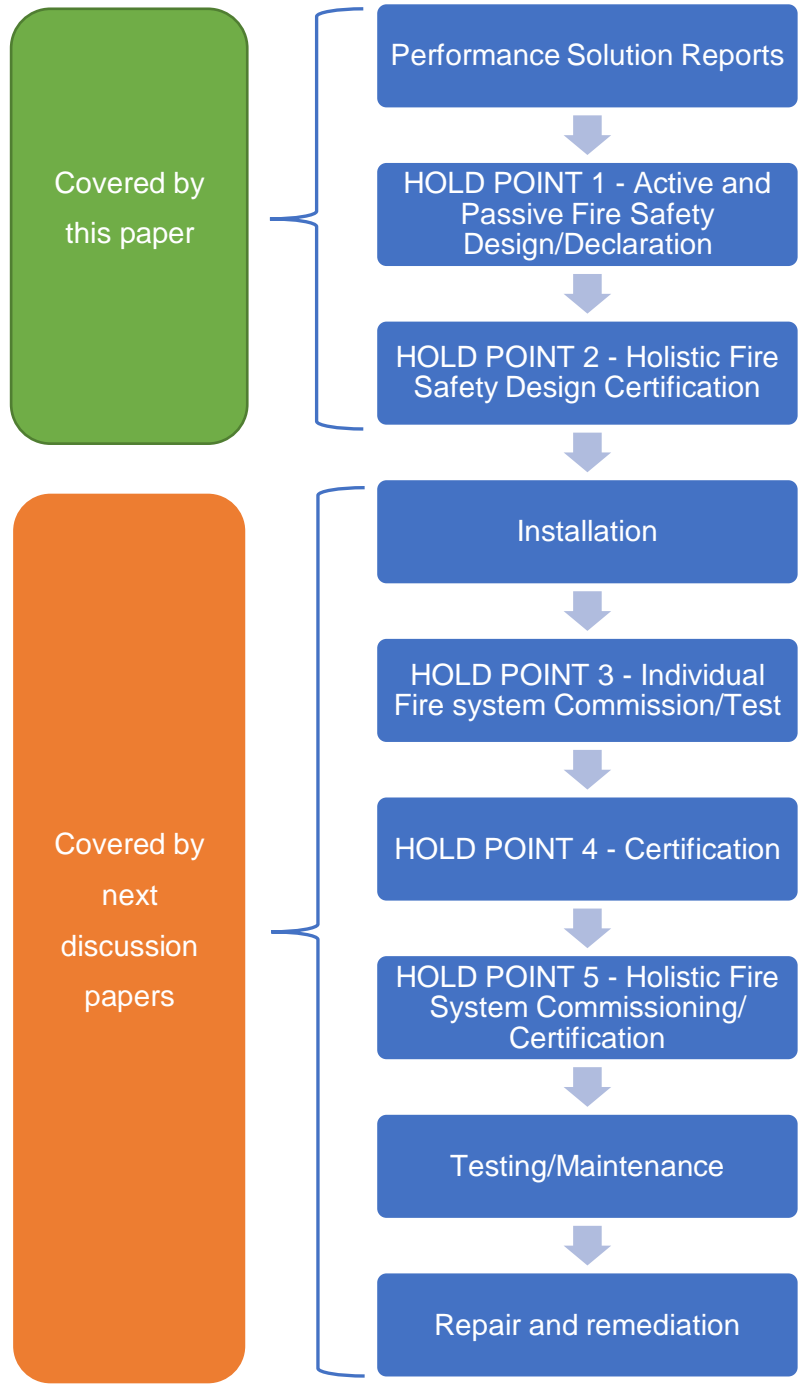 Covered by
this paper
Performance Solution Reports
HOLD POINT 1 - Active and
Passive Fire Safety
Design/Declaration
HOLD POINT 2 - Holistic Fire
Safety Design Certification
Covered by
next
discussion
papers
Installation
HOLD POINT 3 - Individual
Fire system Commission/Test
HOLD POINT 4 - Certification
HOLD POINT 5 - Holistic Fire
System Commissioning/
Certification
Testing/Maintenance
Repair and remediation